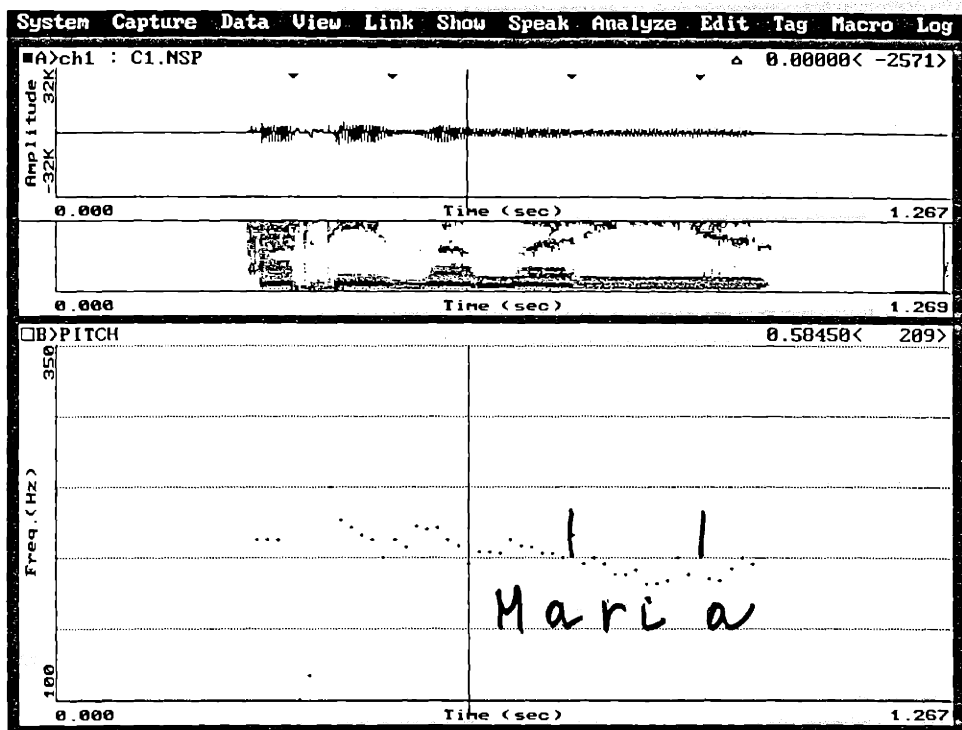 System Capture Data View Link Show Speak Analyze Edit Tag Macro Log
A>ch1 : C1.NSP 0.00000< -2571>
Amplitude
32K
-32K
0.000 Time (sec) 1.267
0.000 Time (sec) 1.269
B>PITCH 0.58450< 209>
350
Freq.(Hz)
100
Maria
0.000 Time (sec) 1.267